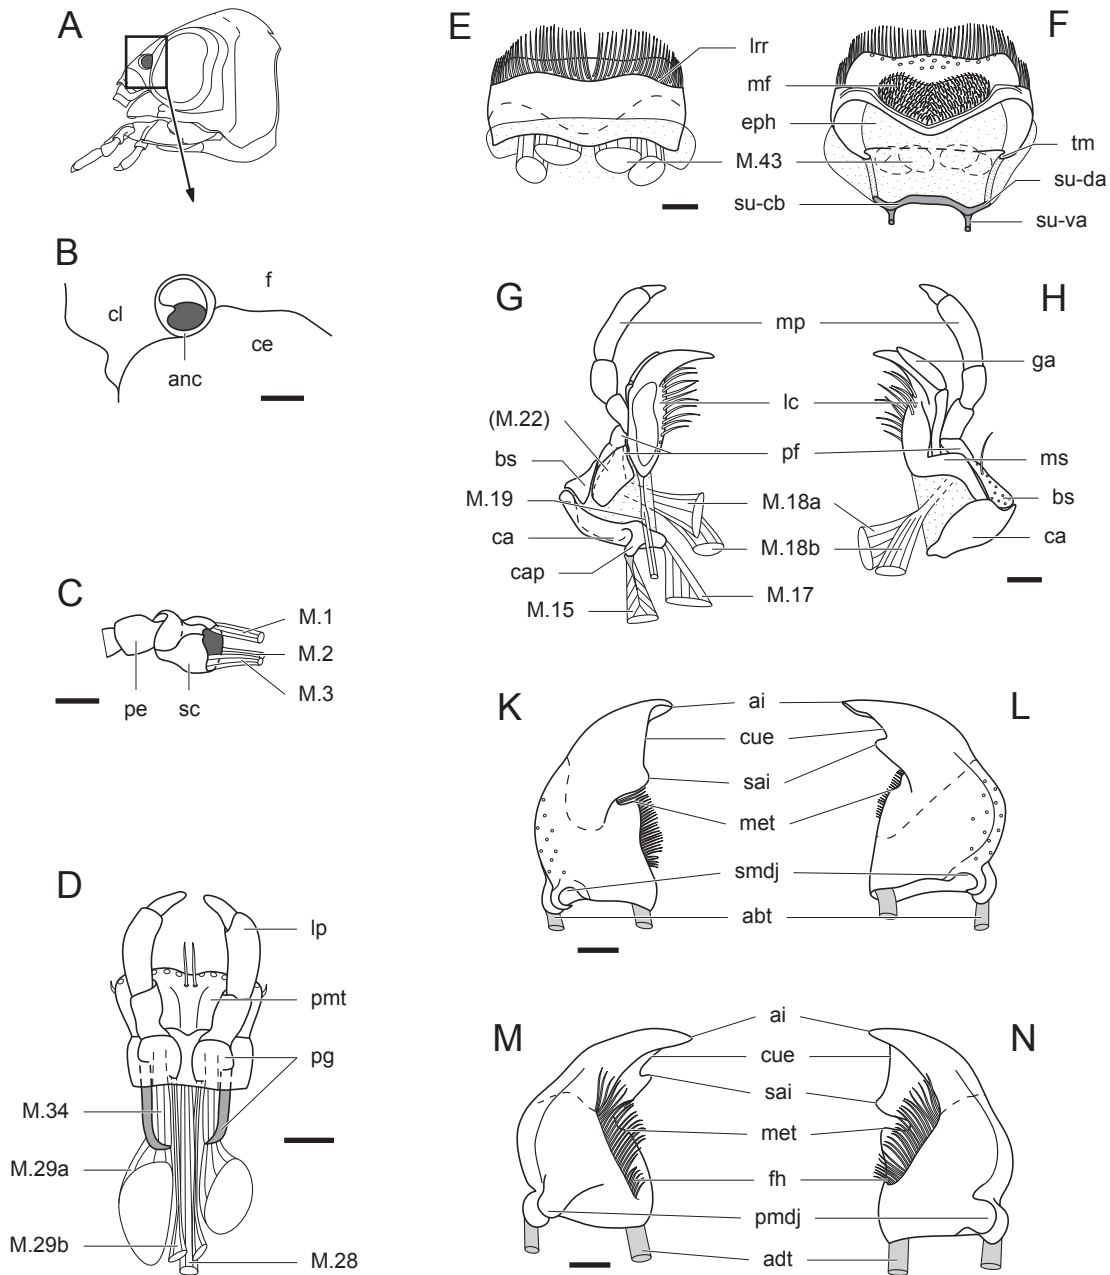 A
B
cl
f
ce
anc
C
M.1
M.2
M.3
pe
sc
D
lp
pmt
pg
M.34
M.29a
M.29b
M.28
E
F
lrr
mf
eph
M.43
su-cb
tm
su-da
su-va
G
H
mp
ga
lc
(M.22)
pf
bs
ms
M.19
M.18a
bs
ca
M.18b
ca
cap
M.15
M.17
K
L
ai
cue
sai
met
smdj
abt
M
N
ai
cue
sai
met
fh
pmdj
adt